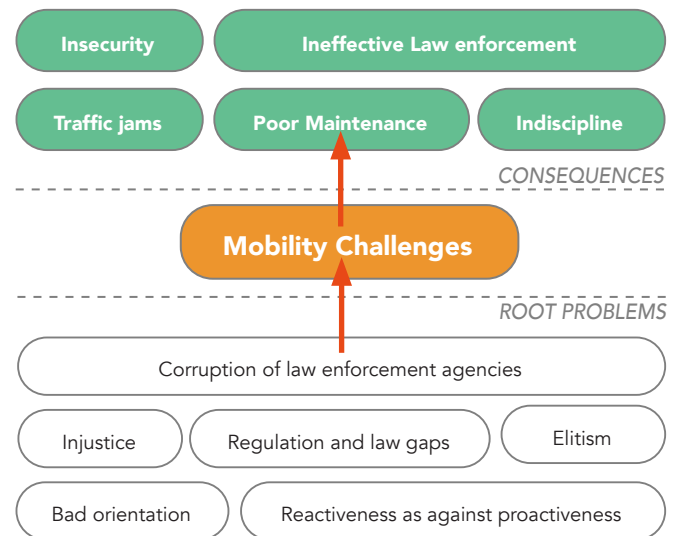 Insecurity
Ineffective Law enforcement
Traffic jams
Poor Maintenance
Indiscipline
CONSEQUENCES
Mobility Challenges
ROOT PROBLEMS
Corruption of law enforcement agencies
Injustice
Regulation and law gaps
Elitism
Bad orientation
Reactiveness as against proactiveness